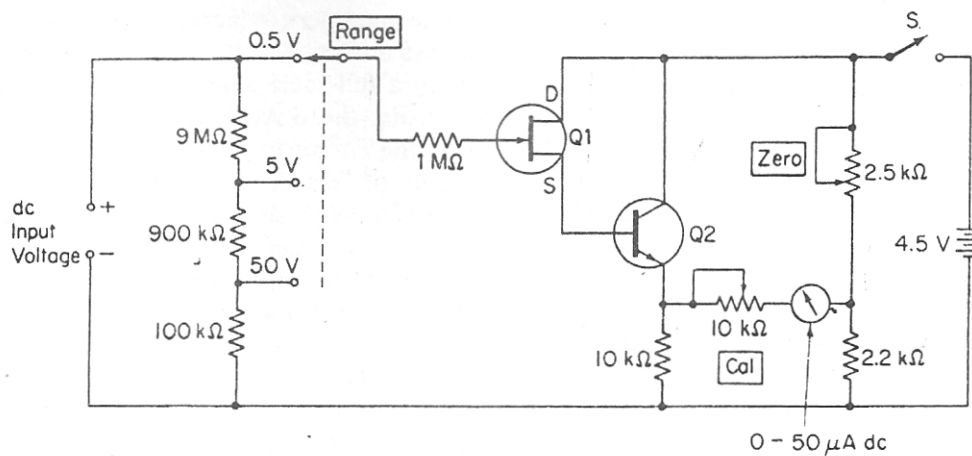 0.5 V
Range
S.
D
9 MΩ
Q1
1 MΩ
5 V
S
Zero
2.5 kΩ
dc
Input
Voltage
+
−
900 kΩ
Q2
4.5 V
50 V
100 kΩ
10 kΩ
10 kΩ
Cal
2.2 kΩ
0 – 50 μA dc